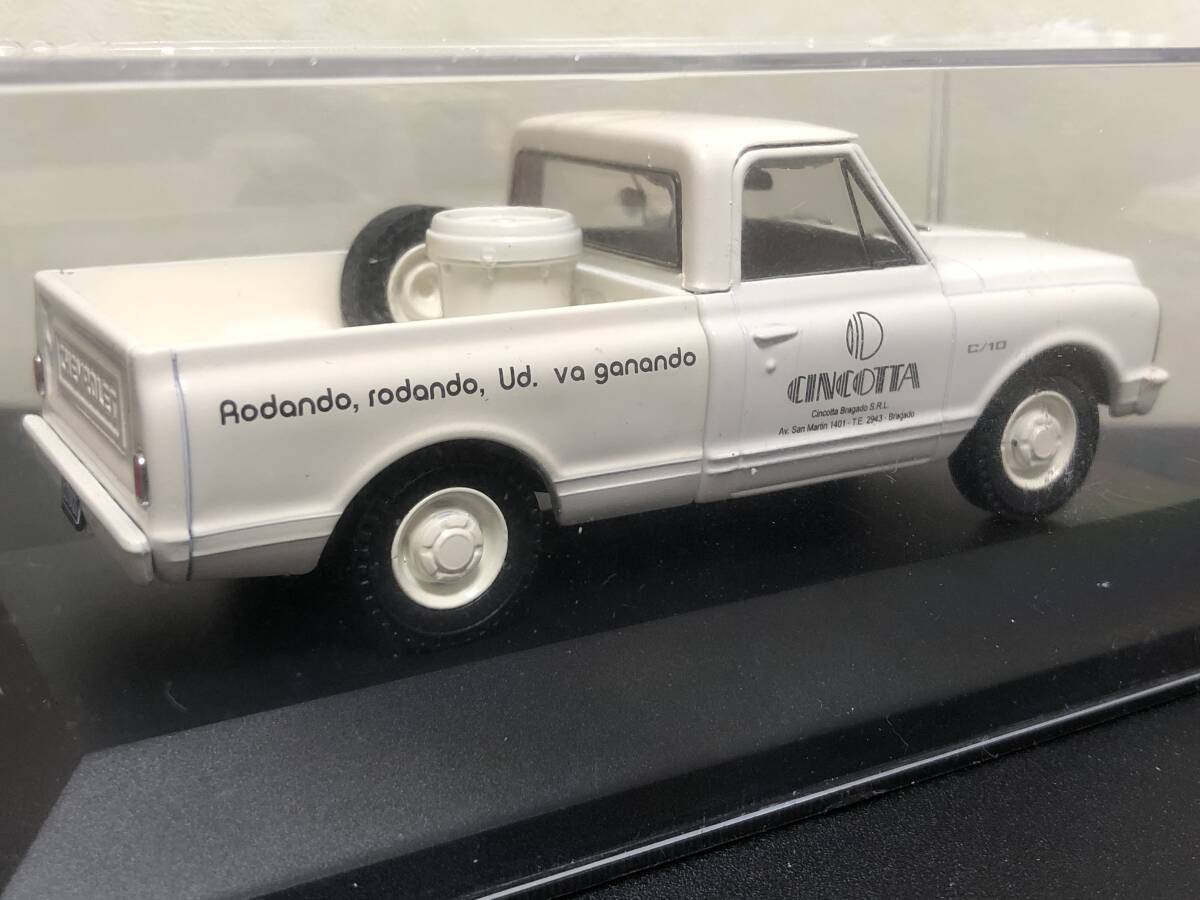 CHEVROLET
Rodando, rodando, Ud. va ganando
CINCOTTA
Cincotta Bragado S.R.L.
Av. San Martin 1401 - T.E. 2943 - Bragado
C/10